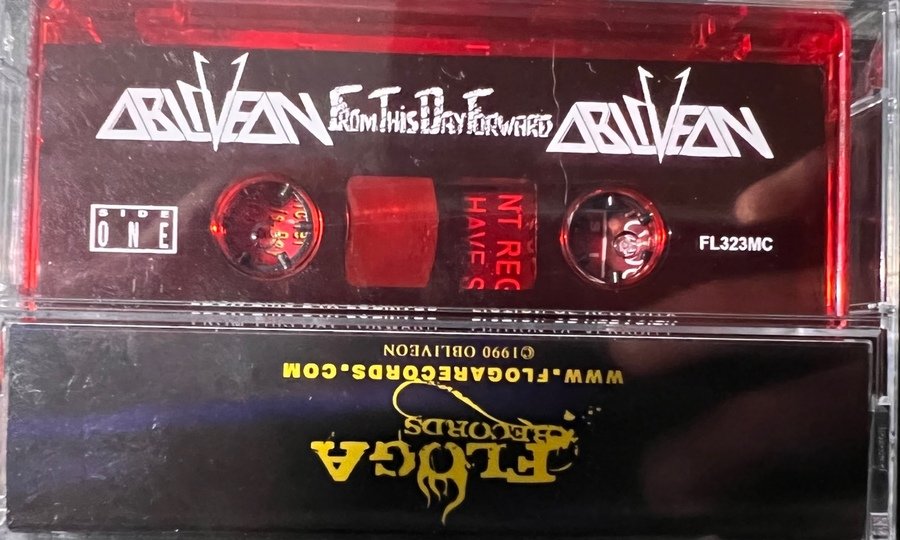 OBLIVEON FROM THIS DAY FORWARD OBLIVEON
SIDE
ONE
NT REC
HAVE S
FL323MC
©1990 OBLIVEON
WWW.FLOGARECORDS.COM
FLOGA
RECORDS